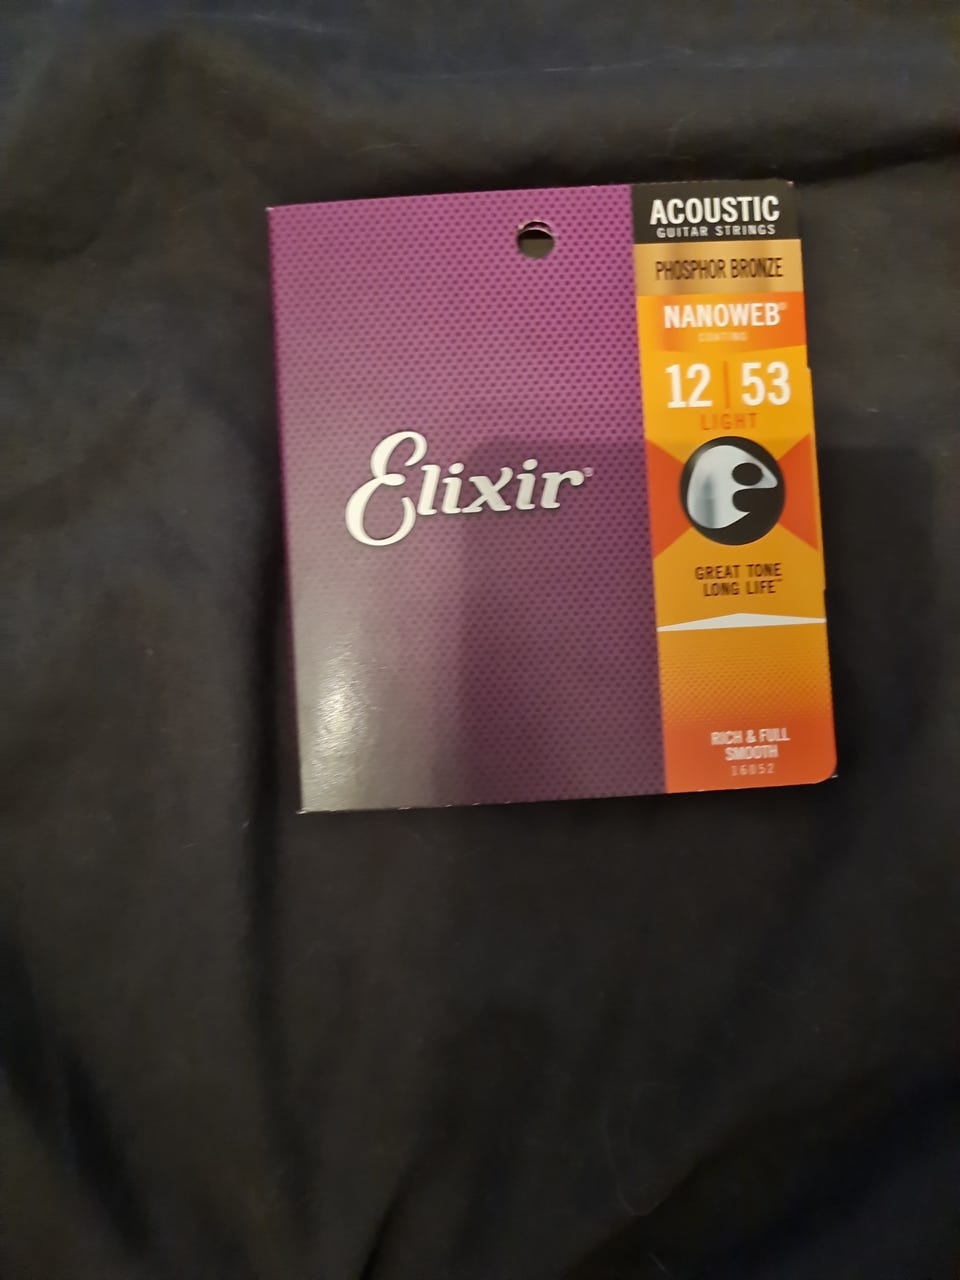 ACOUSTIC
GUITAR STRINGS
PHOSPHOR BRONZE
NANOWEB®
COATING
12 | 53
LIGHT
Elixir®
GREAT TONE
LONG LIFE™
RICH & FULL
SMOOTH
16052